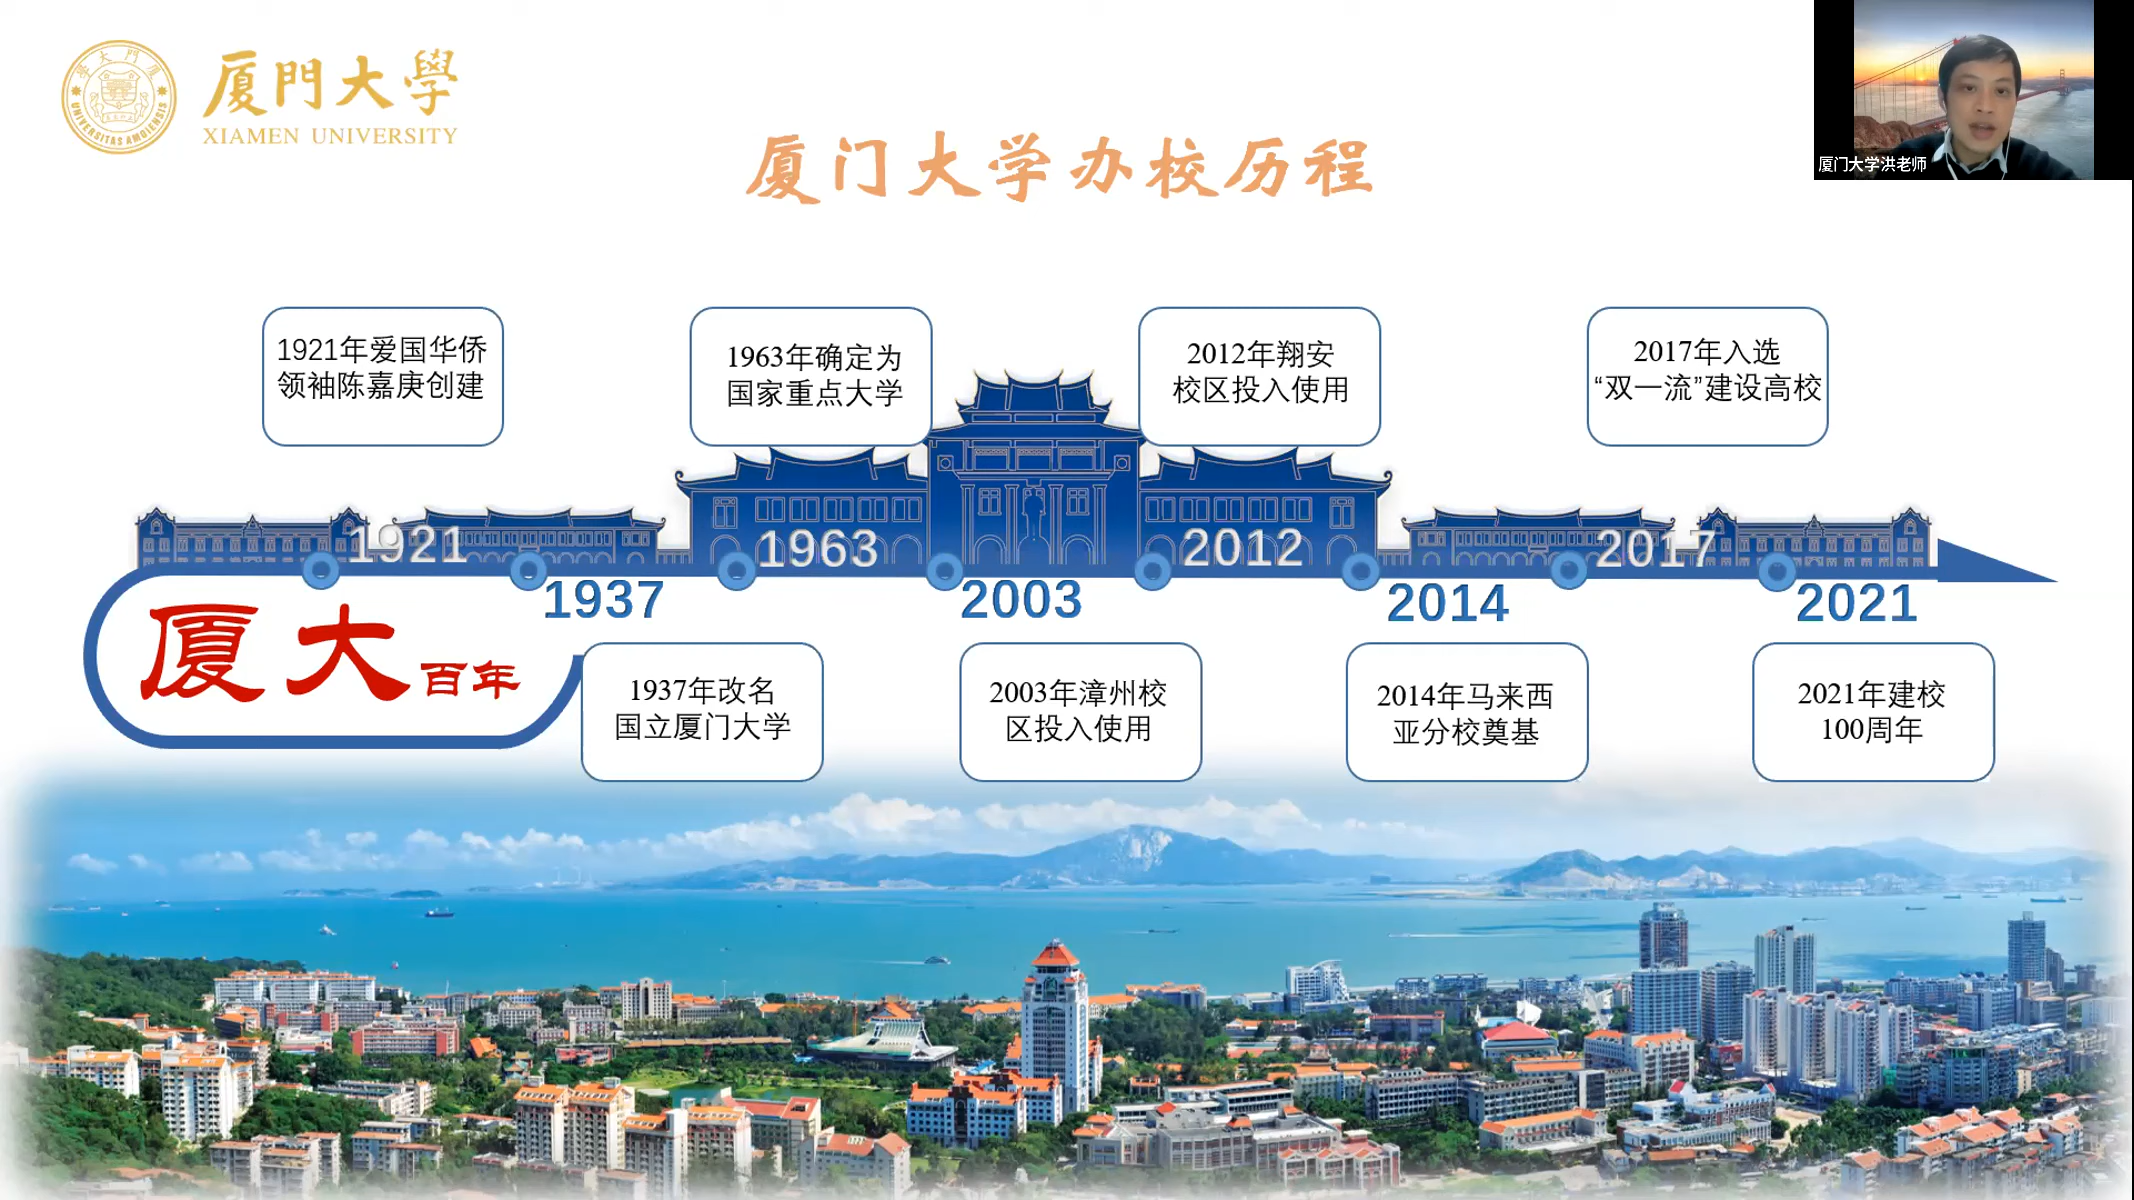 厦門大學
UNIVERSITAS AMOIENSIS
厦門大學
XIAMEN UNIVERSITY
厦门大学洪老师
厦门大学办校历程
1921年爱国华侨
领袖陈嘉庚创建
1963年确定为
国家重点大学
2012年翔安
校区投入使用
2017年入选
“双一流”建设高校
1921
1963
2012
2017
1937
2003
2014
2021
厦大百年
1937年改名
国立厦门大学
2003年漳州校
区投入使用
2014年马来西
亚分校奠基
2021年建校
100周年